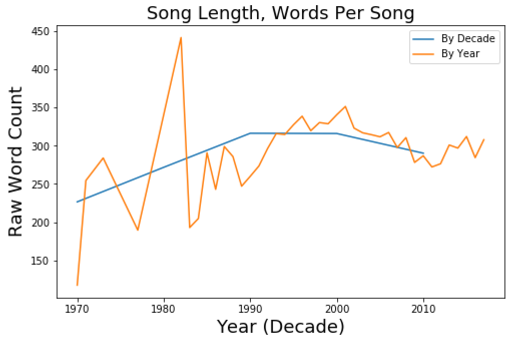 Song Length, Words Per Song
By Decade
By Year
Raw Word Count
450
400
350
300
250
200
150
1970
1980
1990
2000
2010
Year (Decade)